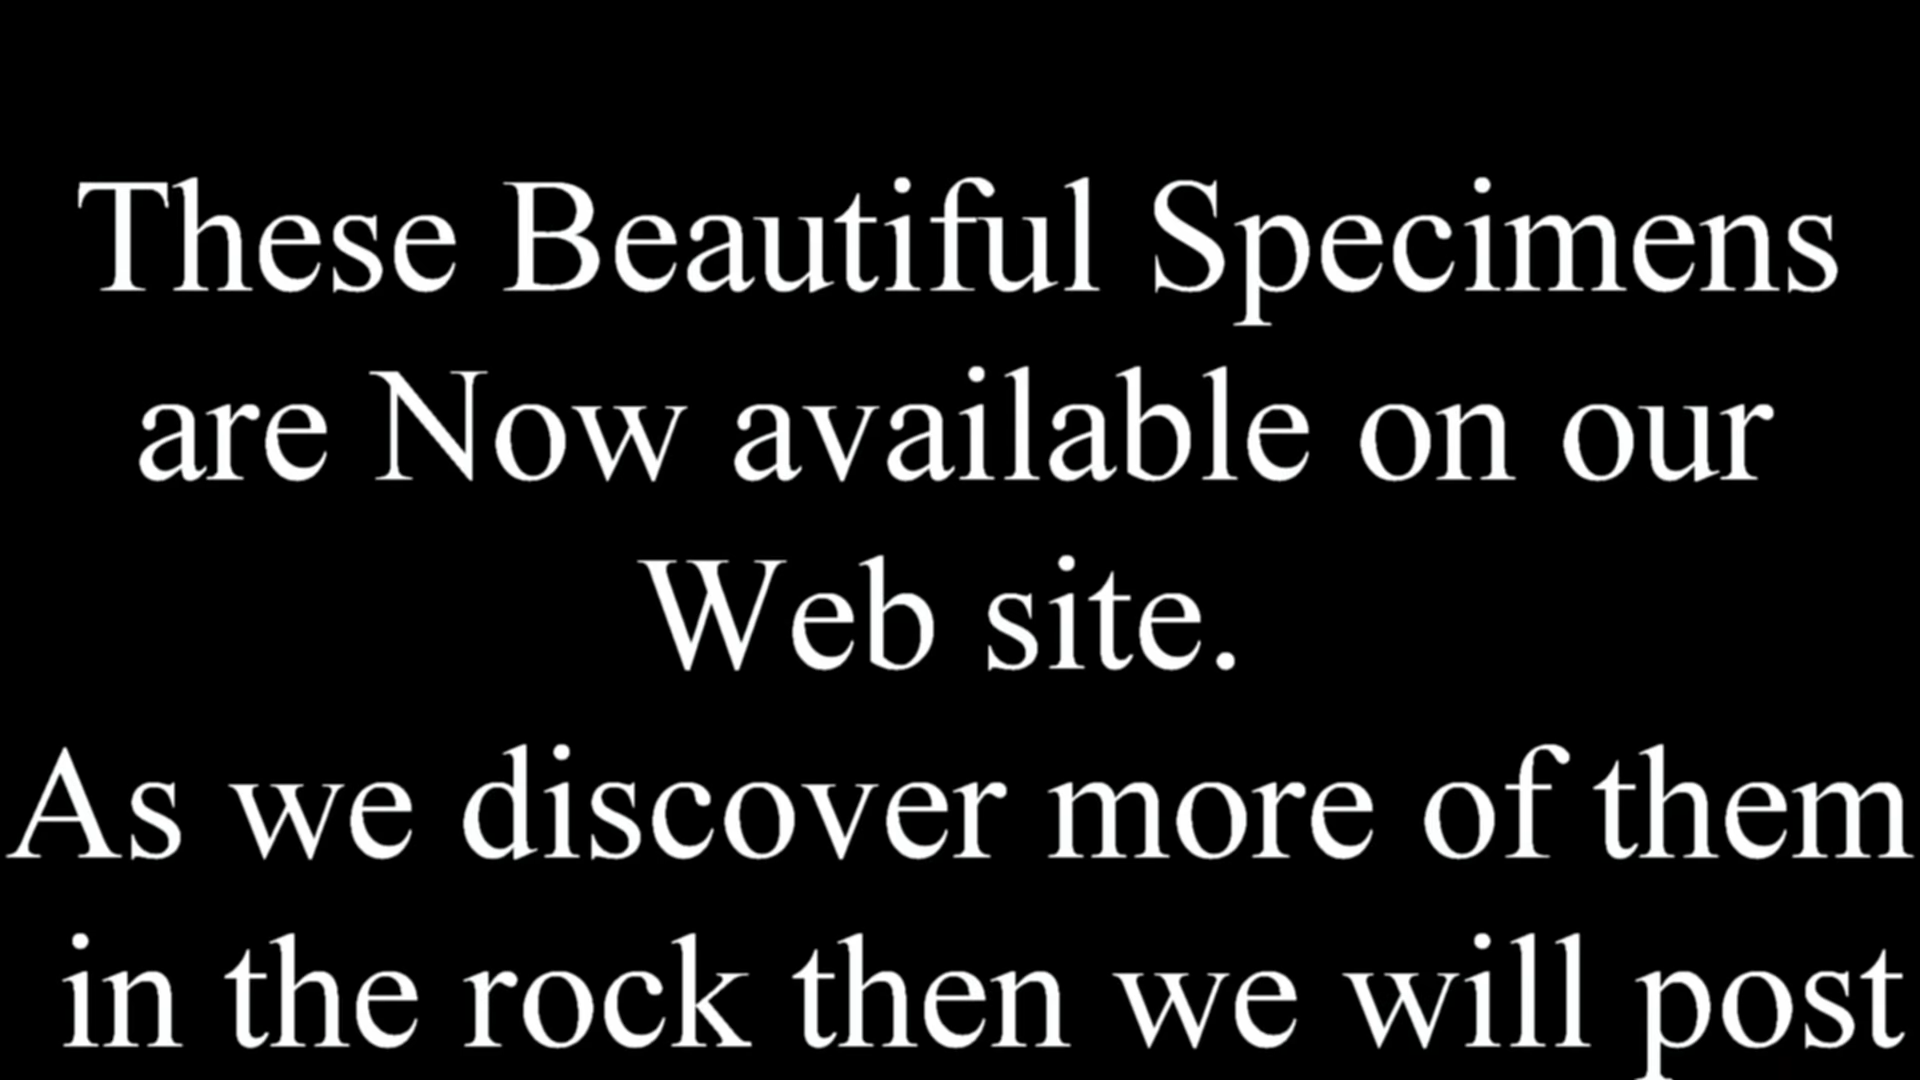 These Beautiful Specimens
are Now available on our
Web site.
As we discover more of them
in the rock then we will post